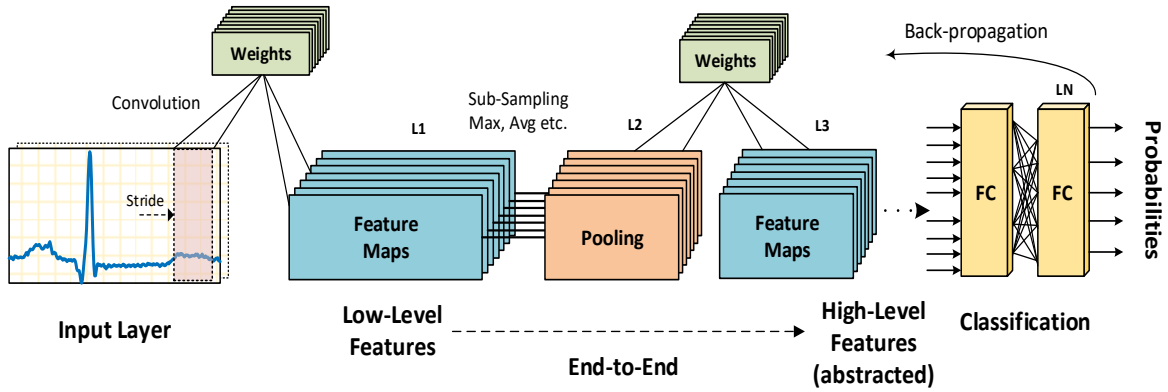 Weights
Convolution
Stride
Input Layer
L1
Feature
Maps
Low-Level
Features
Sub-Sampling
Max, Avg etc.
L2
Pooling
Weights
L3
Feature
Maps
End-to-End
High-Level
Features
(abstracted)
Back-propagation
LN
FC
FC
Classification
Probabilities